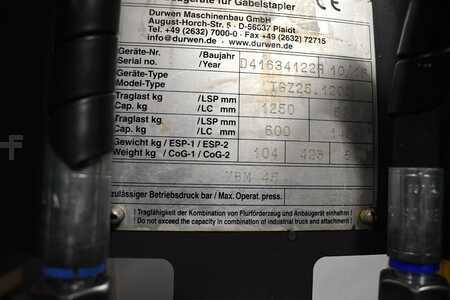 geräte für Gabelstapler CE
Durwen Maschinenbau GmbH
August-Horch-Str. 5 - D-56637 Plaidt
Tel. +49 (2632) 7000-0 - Fax +49 (2632) 72715
info@durwen.de www.durwen.de
Geräte-Nr. / Baujahr
Serial no. / Year
Geräte-Type
Model-Type
Traglast kg / LSP mm 1250
Cap. kg / LC mm
Traglast kg / LSP mm 600
Cap. kg / LC mm
Gewicht kg / ESP-1 / ESP-2 104
Weight kg / CoG-1 / CoG-2
zulässiger Betriebsdruck bar / Max. Operat. press.
! Tragfähigkeit der Kombination von Flurförderzeug und Anbaugerät einhalten !
! Do not exceed the capacity in combination of industrial truck and attachment !